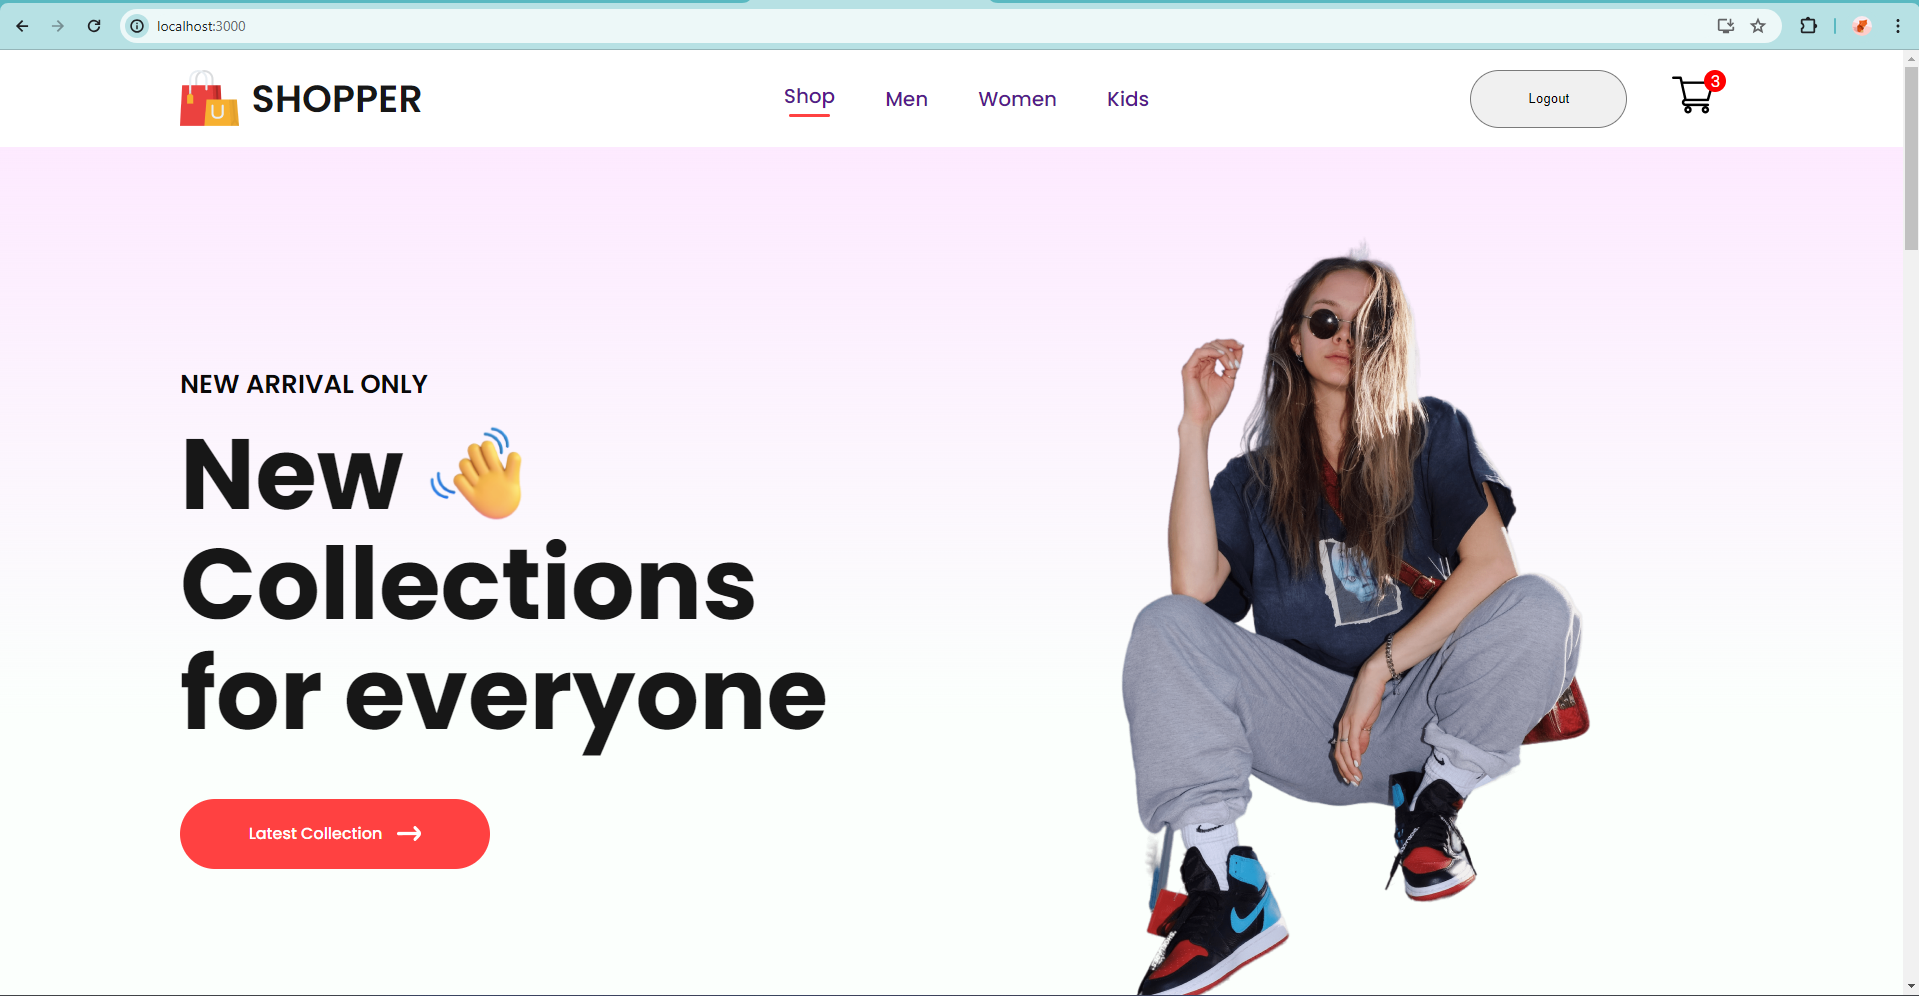 localhost:3000
SHOPPER
Shop
Men
Women
Kids
Logout
3
NEW ARRIVAL ONLY
New 👋
Collections
for everyone
Latest Collection